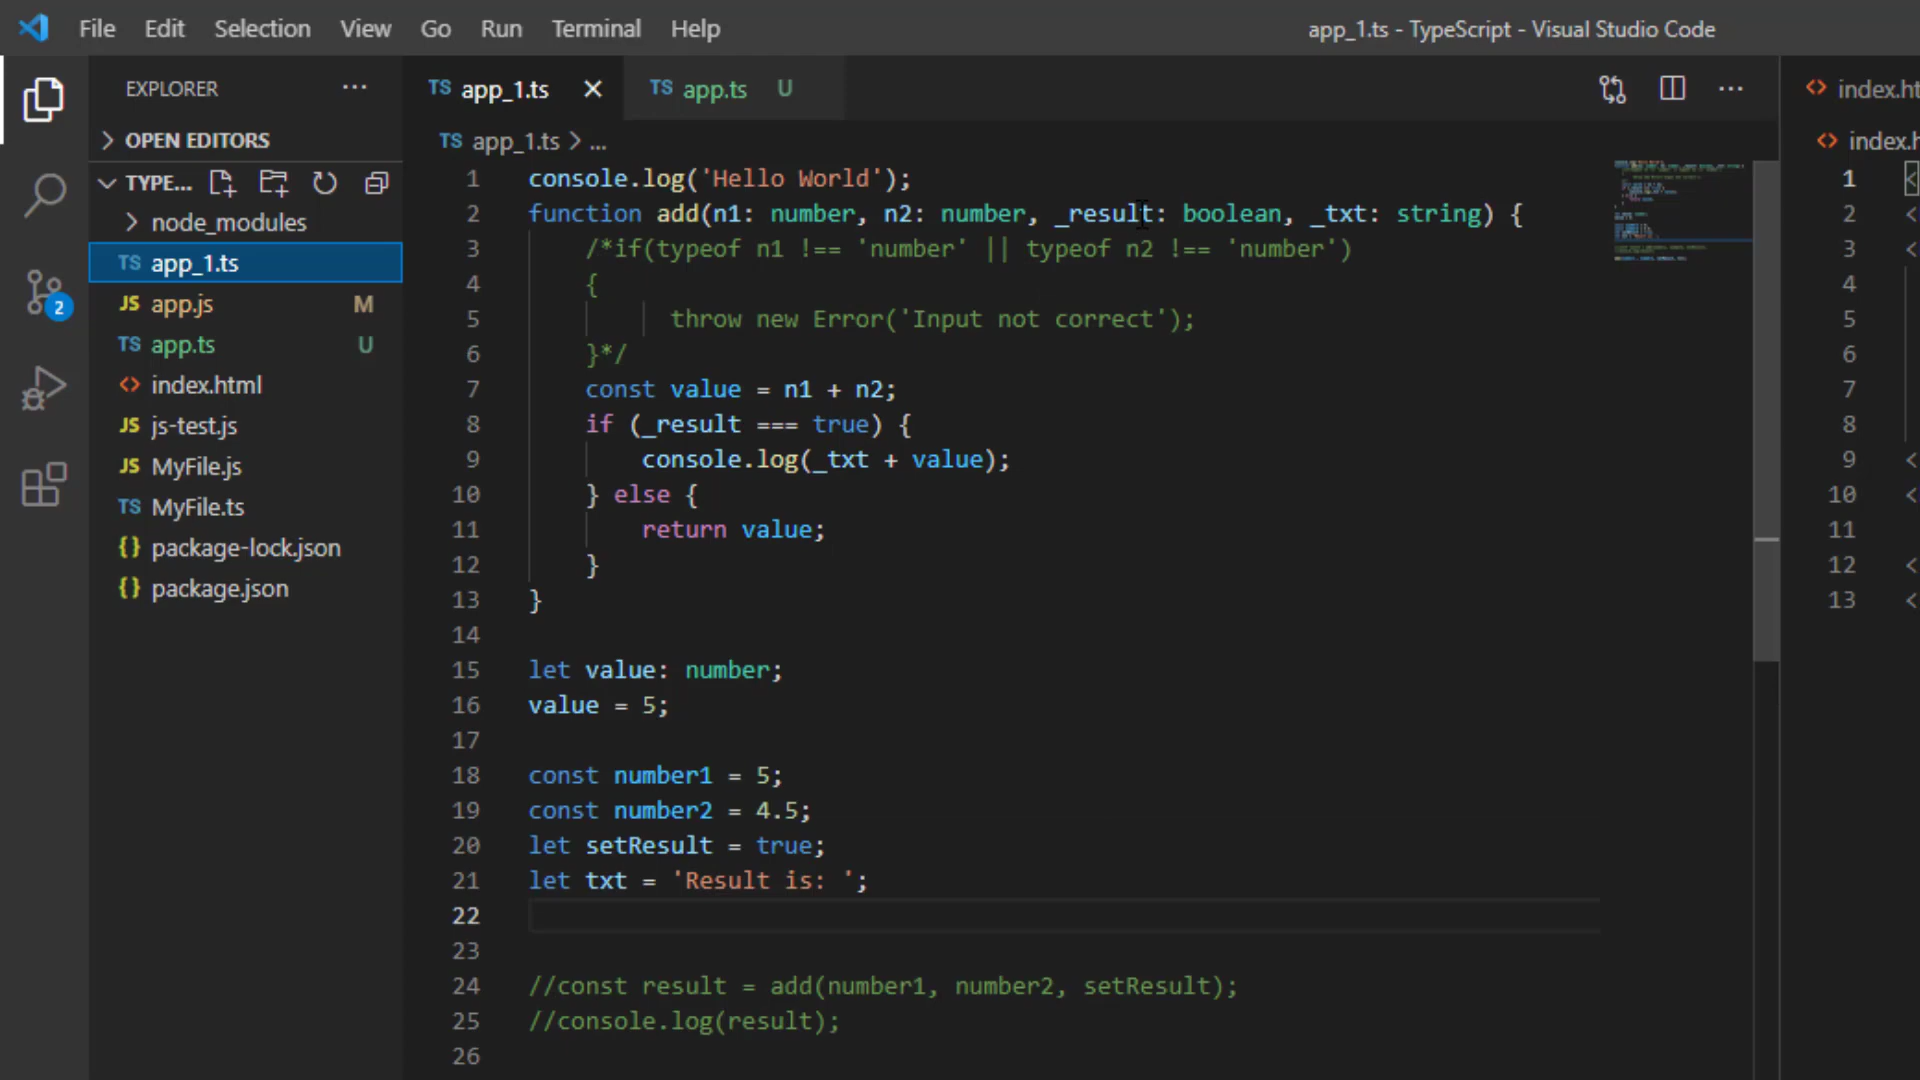 File Edit Selection View Go Run Terminal Help
app_1.ts - TypeScript - Visual Studio Code
EXPLORER ...
OPEN EDITORS
TYPE...
node_modules
TS app_1.ts
JS app.js M
TS app.ts U
index.html
JS js-test.js
JS MyFile.js
TS MyFile.ts
{} package-lock.json
{} package.json
2
TS app_1.ts TS app.ts U
TS app_1.ts > ...
1 console.log('Hello World');
2 function add(n1: number, n2: number, _result: boolean, _txt: string) {
3 /*if(typeof n1 !== 'number' || typeof n2 !== 'number')
4 {
5 throw new Error('Input not correct');
6 }*/
7 const value = n1 + n2;
8 if (_result === true) {
9 console.log(_txt + value);
10 } else {
11 return value;
12 }
13 }
14
15 let value: number;
16 value = 5;
17
18 const number1 = 5;
19 const number2 = 4.5;
20 let setResult = true;
21 let txt = 'Result is: ';
22
23
24 //const result = add(number1, number2, setResult);
25 //console.log(result);
26
<> index.ht
<> index.h
1 <
2 <
3 <
4
5
6
7
8
9 <
10 <
11
12 <
13 <